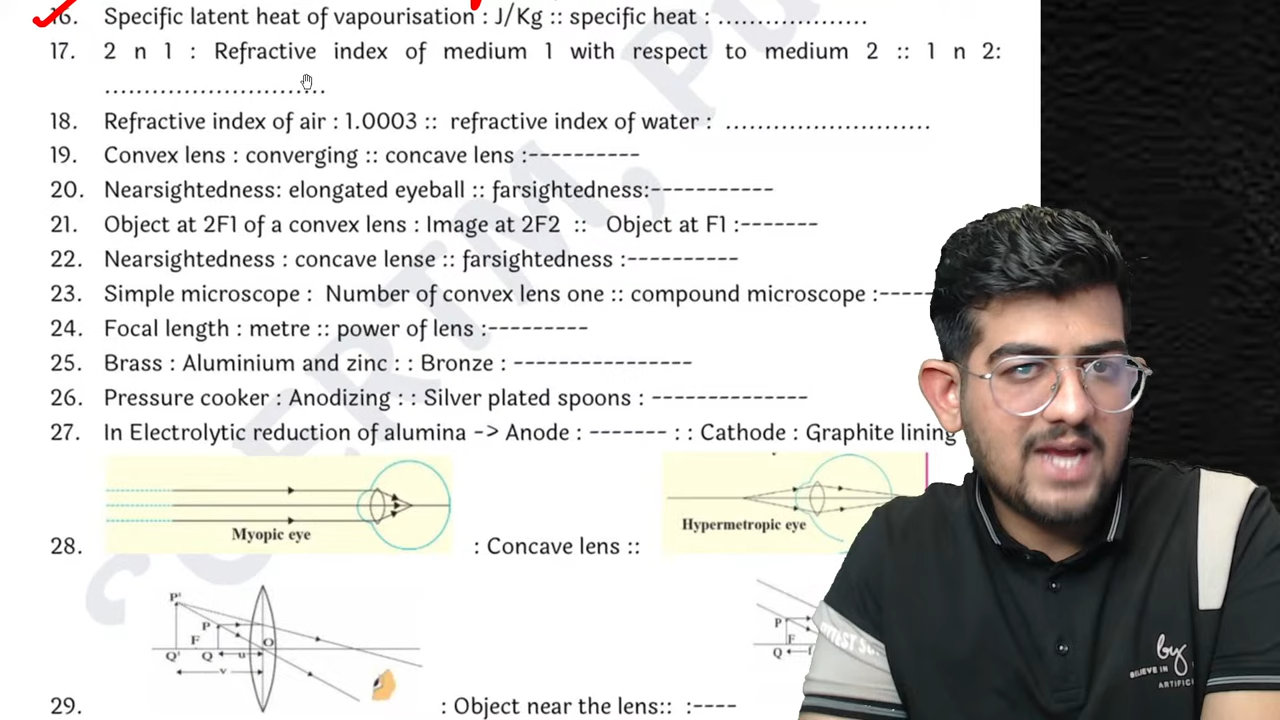 16. Specific latent heat of vapourisation : J/Kg :: specific heat : ...................
17. 2 n 1 : Refractive index of medium 1 with respect to medium 2 :: 1 n 2:
............................
18. Refractive index of air : 1.0003 :: refractive index of water : ..........................
19. Convex lens : converging :: concave lens :----------
20. Nearsightedness: elongated eyeball :: farsightedness:-----------
21. Object at 2F1 of a convex lens : Image at 2F2 :: Object at F1 :-------
22. Nearsightedness : concave lense :: farsightedness :----------
23. Simple microscope : Number of convex lens one :: compound microscope :-----
24. Focal length : metre :: power of lens :---------
25. Brass : Aluminium and zinc : : Bronze : ----------------
26. Pressure cooker : Anodizing : : Silver plated spoons : --------------
27. In Electrolytic reduction of alumina -> Anode : ------- : : Cathode : Graphite lining
Myopic eye
Hypermetropic eye
28. : Concave lens ::
P' P F O Q' Q u v
P F Q f
29. : Object near the lens:: :----
by
BELIEVE IN
ARTIFIC